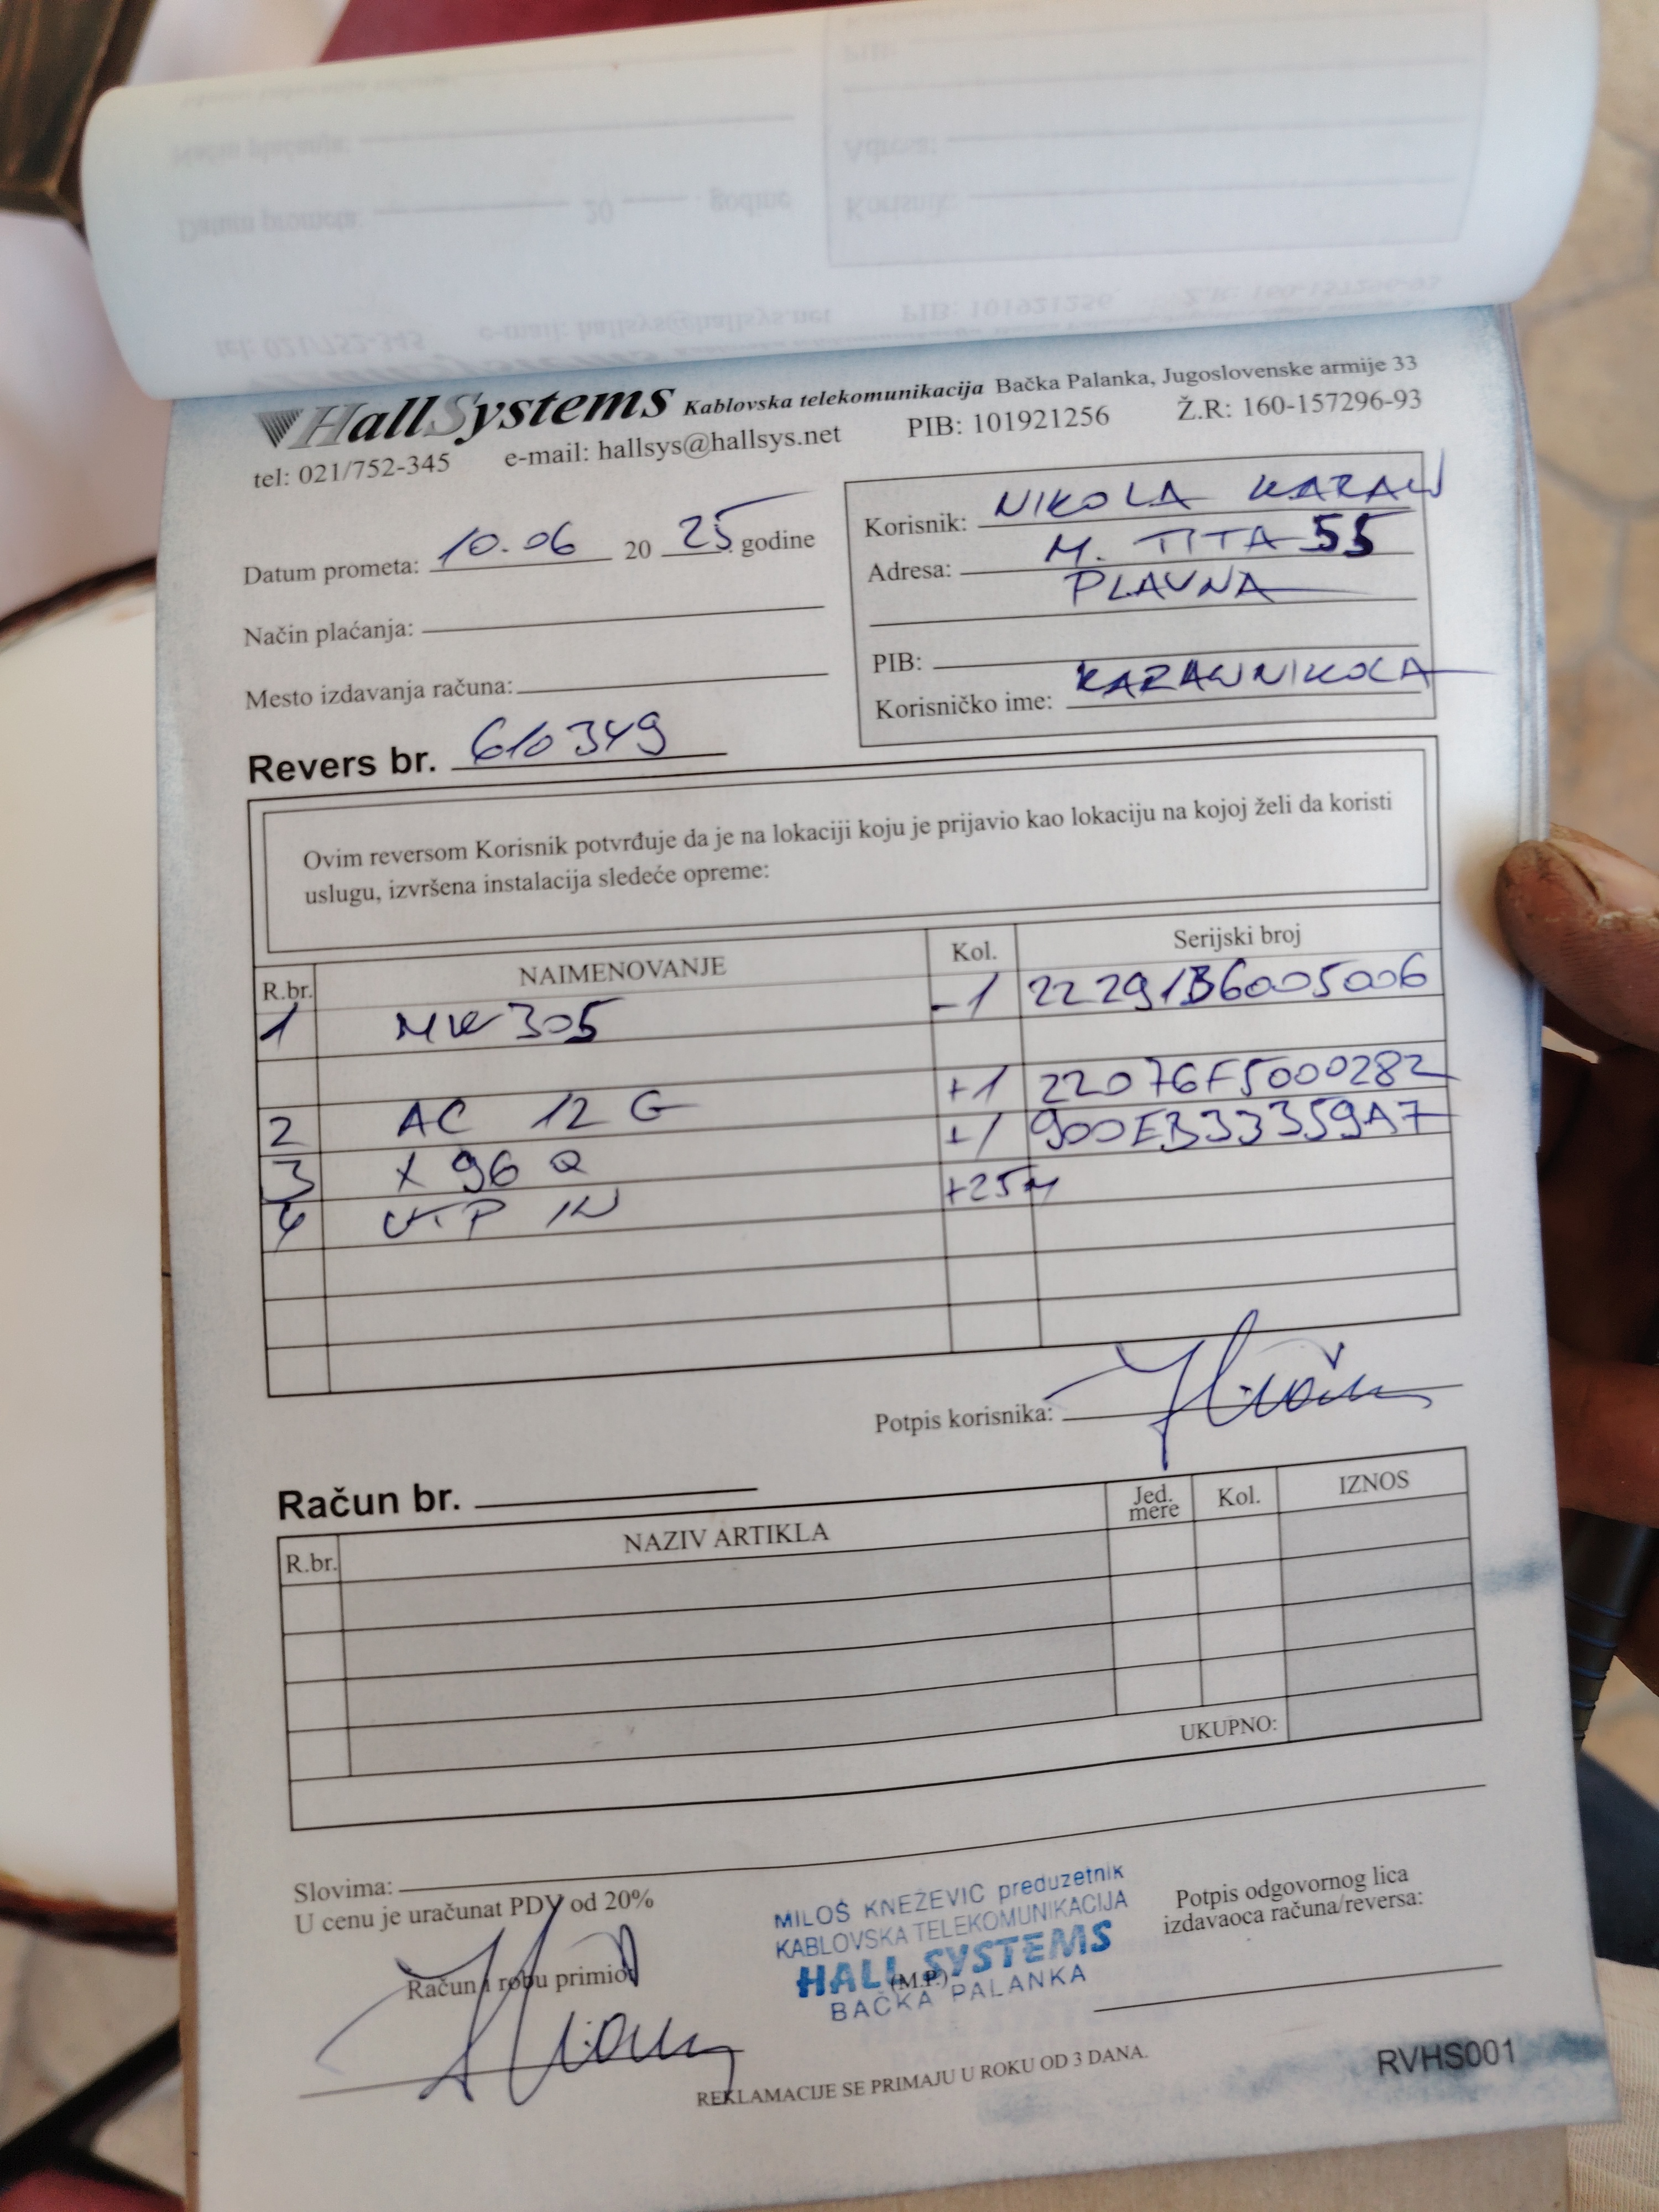 HallSystems Kablovska telekomunikacija Bačka Palanka, Jugoslovenske armije 33
tel: 021/752-345 e-mail: hallsys@hallsys.net PIB: 101921256 Ž.R: 160-157296-93
Datum prometa: 10.06 20 25 godine
Način plaćanja:
Mesto izdavanja računa:
Korisnik: NIKOLA
Adresa: M. TITA 55
PLAVNA
PIB:
Korisničko ime:
Revers br. 610349
Ovim reversom Korisnik potvrđuje da je na lokaciji koju je prijavio kao lokaciju na kojoj želi da koristi
uslugu, izvršena instalacija sledeće opreme:
R.br. NAIMENOVANJE Kol. Serijski broj
1 MW 305 -1 22291B6005006
2 AC 12 G +1 22076F5000282
3 X 96 Q +1 900EB33359A7
4 UTP IN +25m
Potpis korisnika:
Račun br.
R.br. NAZIV ARTIKLA Jed. mere Kol. IZNOS
UKUPNO:
Slovima:
U cenu je uračunat PDV od 20%
Račun i robu primio
MILOŠ KNEŽEVIĆ preduzetnik
KABLOVSKA TELEKOMUNIKACIJA
HALL SYSTEMS
(M.P.)
BAČKA PALANKA
Potpis odgovornog lica
izdavaoca računa/reversa:
REKLAMACIJE SE PRIMAJU U ROKU OD 3 DANA.
RVHS001